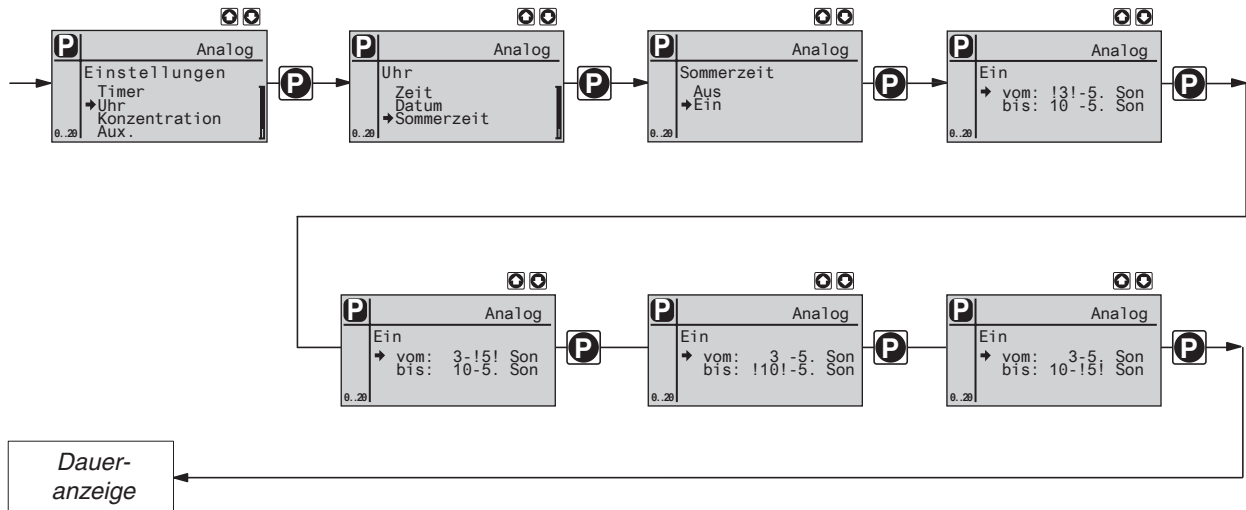 P Analog
Einstellungen
Timer
➔Uhr
Konzentration
Aux.
0..20
P
P Analog
Uhr
Zeit
Datum
➔Sommerzeit
0..20
P
P Analog
Sommerzeit
Aus
➔Ein
0..20
P
P Analog
Ein
➔ vom: !3!-5. Son
bis: 10 -5. Son
0..20
P
P Analog
Ein
➔ vom: 3-!5! Son
bis: 10-5. Son
0..20
P
P Analog
Ein
➔ vom: 3 -5. Son
bis: !10!-5. Son
0..20
P
P Analog
Ein
➔ vom: 3-5. Son
bis: 10-!5! Son
0..20
P
Dauer-
anzeige